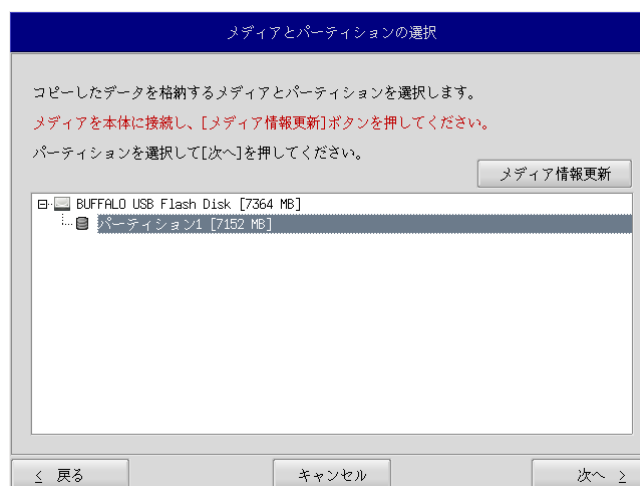 メディアとパーティションの選択
コピーしたデータを格納するメディアとパーティションを選択します。
メディアを本体に接続し、[メディア情報更新]ボタンを押してください。
パーティションを選択して[次へ]を押してください。
メディア情報更新
BUFFALO USB Flash Disk [7364 MB]
パーティション1 [7152 MB]
< 戻る
キャンセル
次へ >